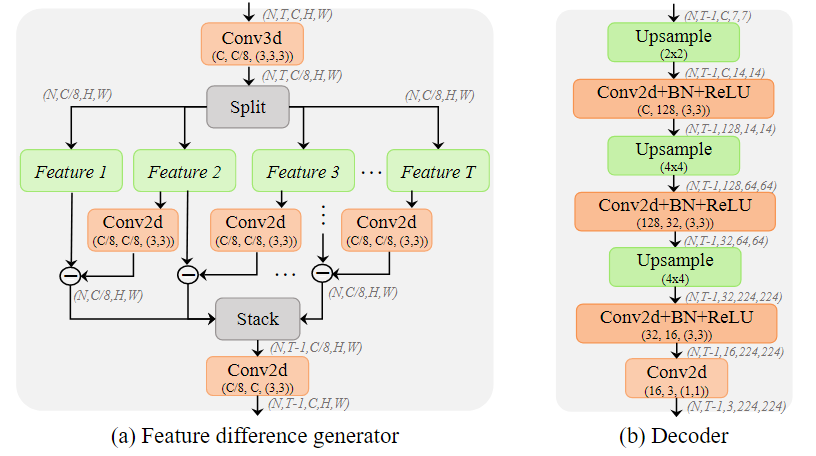 (N,T,C,H,W)
Conv3d
(C, C/8, (3,3,3))
(N,T,C/8,H,W)
(N,C/8,H,W)
Split
(N,C/8,H,W)
Feature 1
Feature 2
Feature 3
...
Feature T
Conv2d
(C/8, C/8, (3,3))
Conv2d
(C/8, C/8, (3,3))
...
Conv2d
(C/8, C/8, (3,3))
−
−
...
−
(N,C/8,H,W)
(N,C/8,H,W)
Stack
(N,T-1,C/8,H,W)
Conv2d
(C/8, C, (3,3))
(N,T-1,C,H,W)
(a) Feature difference generator
(N,T-1,C,7,7)
Upsample
(2x2)
(N,T-1,C,14,14)
Conv2d+BN+ReLU
(C, 128, (3,3))
(N,T-1,128,14,14)
Upsample
(4x4)
(N,T-1,128,64,64)
Conv2d+BN+ReLU
(128, 32, (3,3))
(N,T-1,32,64,64)
Upsample
(4x4)
(N,T-1,32,224,224)
Conv2d+BN+ReLU
(32, 16, (3,3))
(N,T-1,16,224,224)
Conv2d
(16, 3, (1,1))
(N,T-1,3,224,224)
(b) Decoder